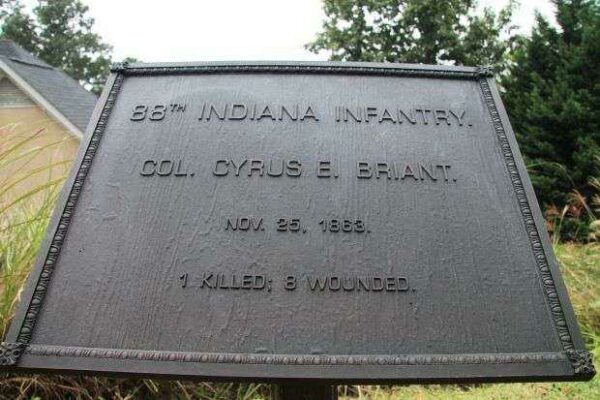 88TH INDIANA INFANTRY.
COL. CYRUS E. BRIANT.
NOV. 25, 1863.
1 KILLED; 8 WOUNDED.